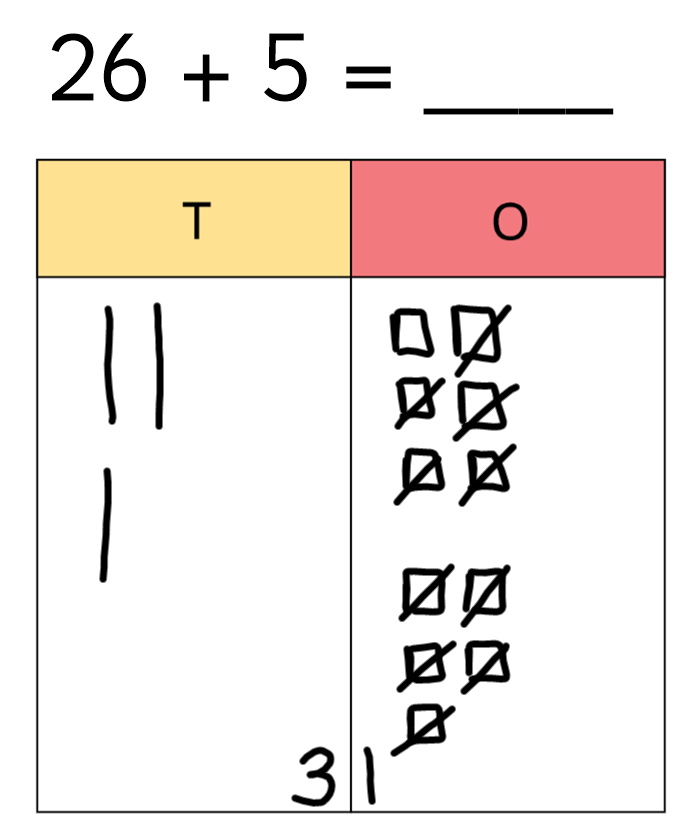 26 + 5 = ____
T O
31